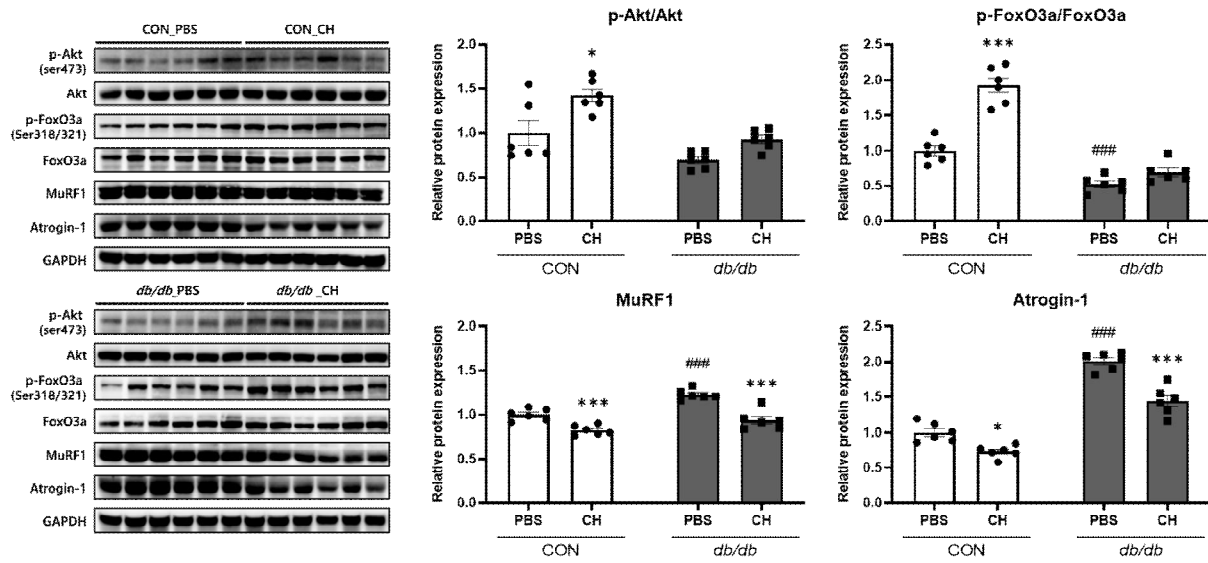 CON_PBS CON_CH
p-Akt
(ser473)
Akt
p-FoxO3a
(Ser318/321)
FoxO3a
MuRF1
Atrogin-1
GAPDH
db/db_PBS db/db _CH
p-Akt
(ser473)
Akt
p-FoxO3a
(Ser318/321)
FoxO3a
MuRF1
Atrogin-1
GAPDH
p-Akt/Akt
Relative protein expression
2.0
1.5
1.0
0.5
0.0
*
PBS CH PBS CH
CON db/db
p-FoxO3a/FoxO3a
Relative protein expression
2.5
2.0
1.5
1.0
0.5
0.0
***
###
PBS CH PBS CH
CON db/db
MuRF1
Relative protein expression
2.0
1.5
1.0
0.5
0.0
***
###
***
PBS CH PBS CH
CON db/db
Atrogin-1
Relative protein expression
2.5
2.0
1.5
1.0
0.5
0.0
*
###
***
PBS CH PBS CH
CON db/db